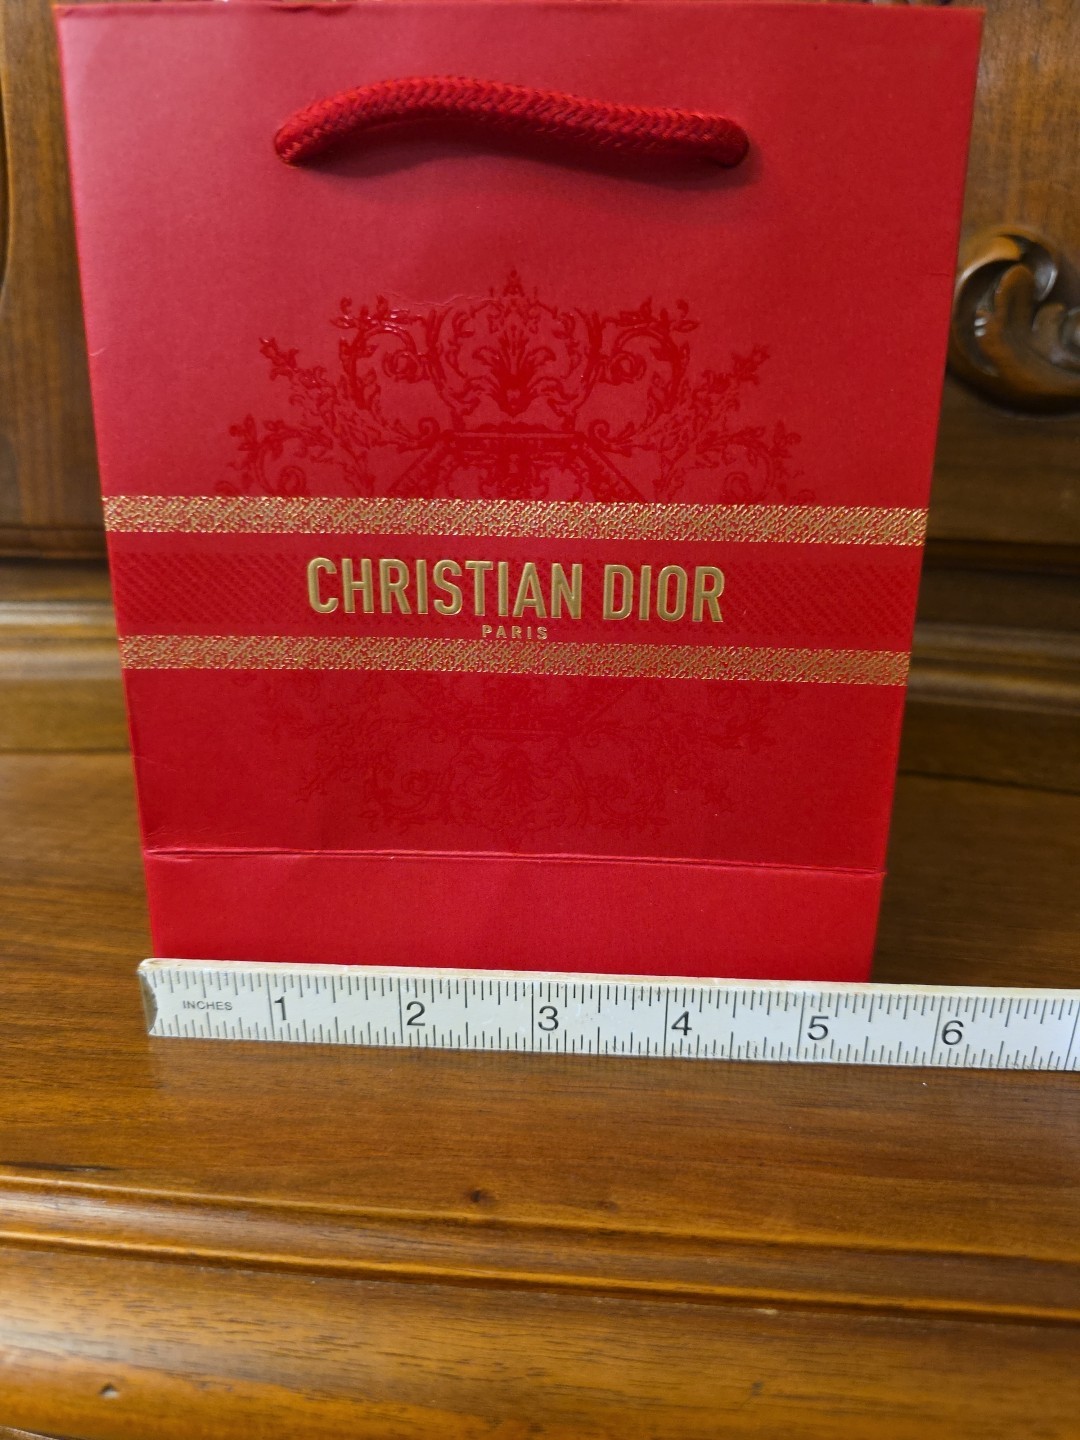 CHRISTIAN DIOR
PARIS
INCHES 1 2 3 4 5 6